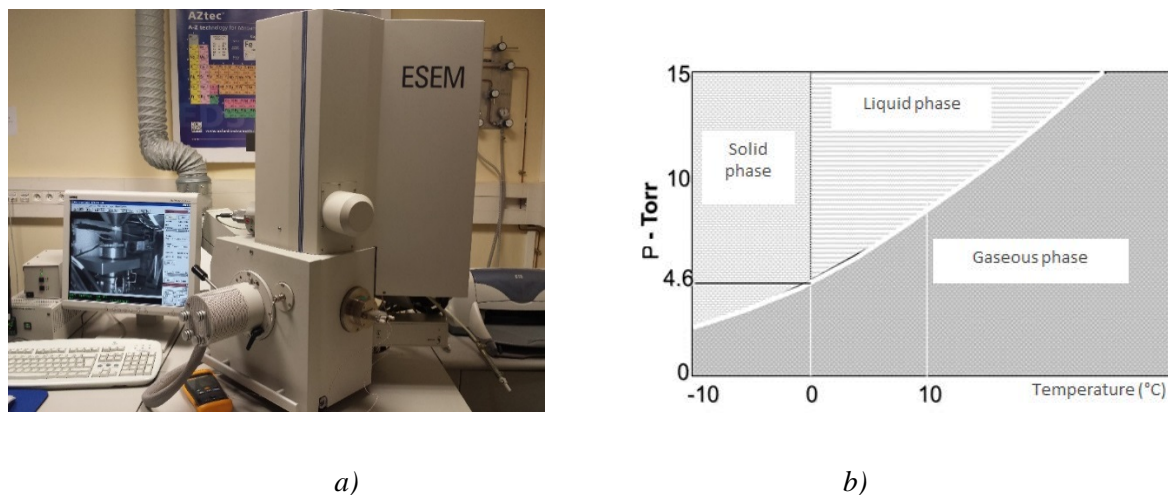 AZtec
ESEM
15
10
4.6
0
P - Torr
Liquid phase
Solid
phase
Gaseous phase
-10
0
10
Temperature (°C)
a)
b)